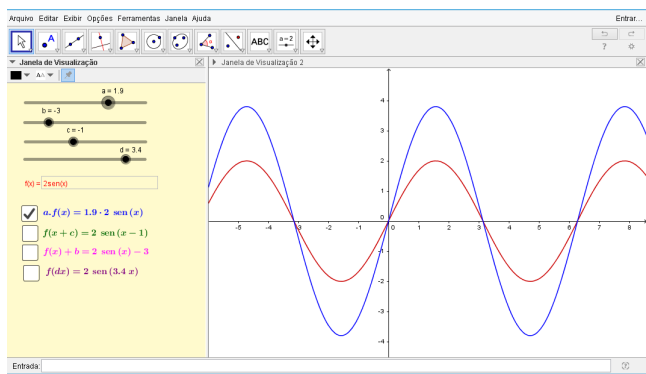 Arquivo Editar Exibir Opções Ferramentas Janela Ajuda Entrar...
ABC a=2
Janela de Visualização
Janela de Visualização 2
a = 1.9
b = -3
c = -1
d = 3.4
f(x) = 2sen(x)
a.f(x) = 1.9 · 2 sen (x)
f(x + c) = 2 sen (x − 1)
f(x) + b = 2 sen (x) − 3
f(dx) = 2 sen (3.4 x)
4
3
2
1
0
-1
-2
-3
-4
-5 -4 -3 -2 -1 0 1 2 3 4 5 6 7 8
Entrada: